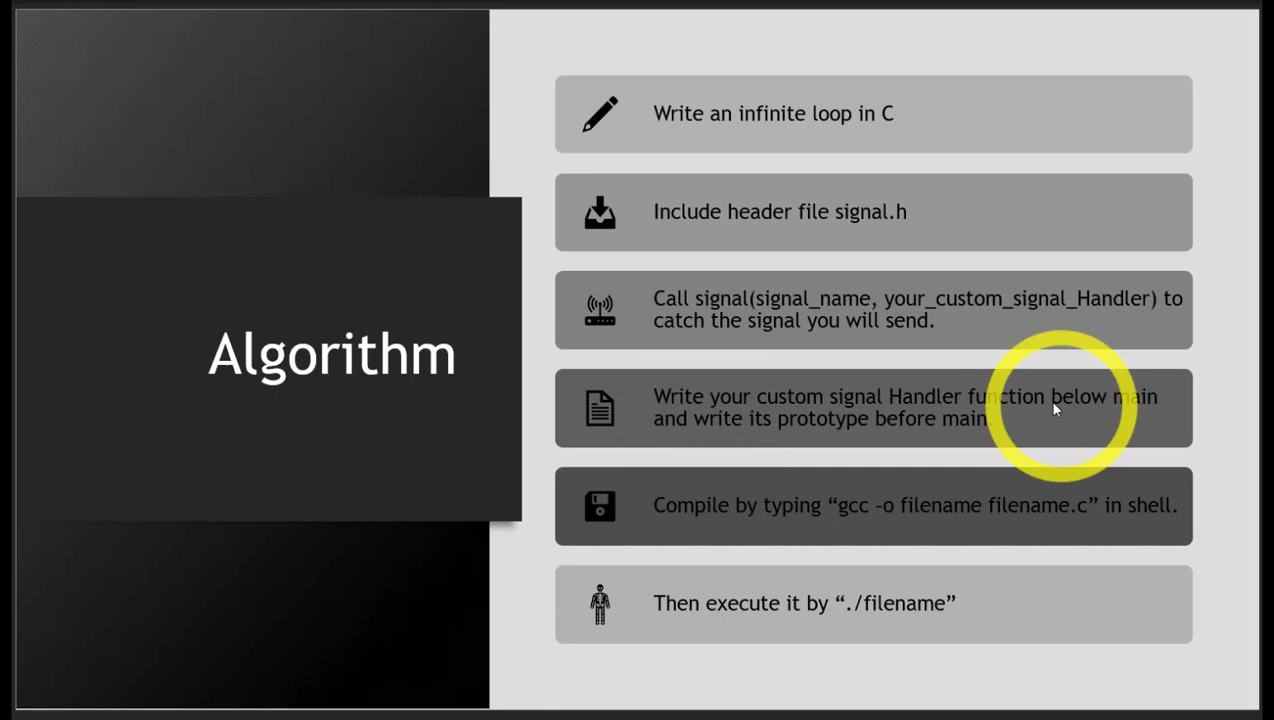 Algorithm
Write an infinite loop in C
Include header file signal.h
Call signal(signal_name, your_custom_signal_Handler) to
catch the signal you will send.
Write your custom signal Handler function below main
and write its prototype before main.
Compile by typing “gcc –o filename filename.c” in shell.
Then execute it by “./filename”